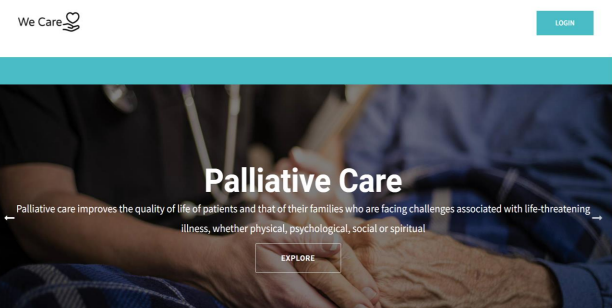 We Care
LOGIN
Palliative Care
Palliative care improves the quality of life of patients and that of their families who are facing challenges associated with life-threatening
illness, whether physical, psychological, social or spiritual
EXPLORE